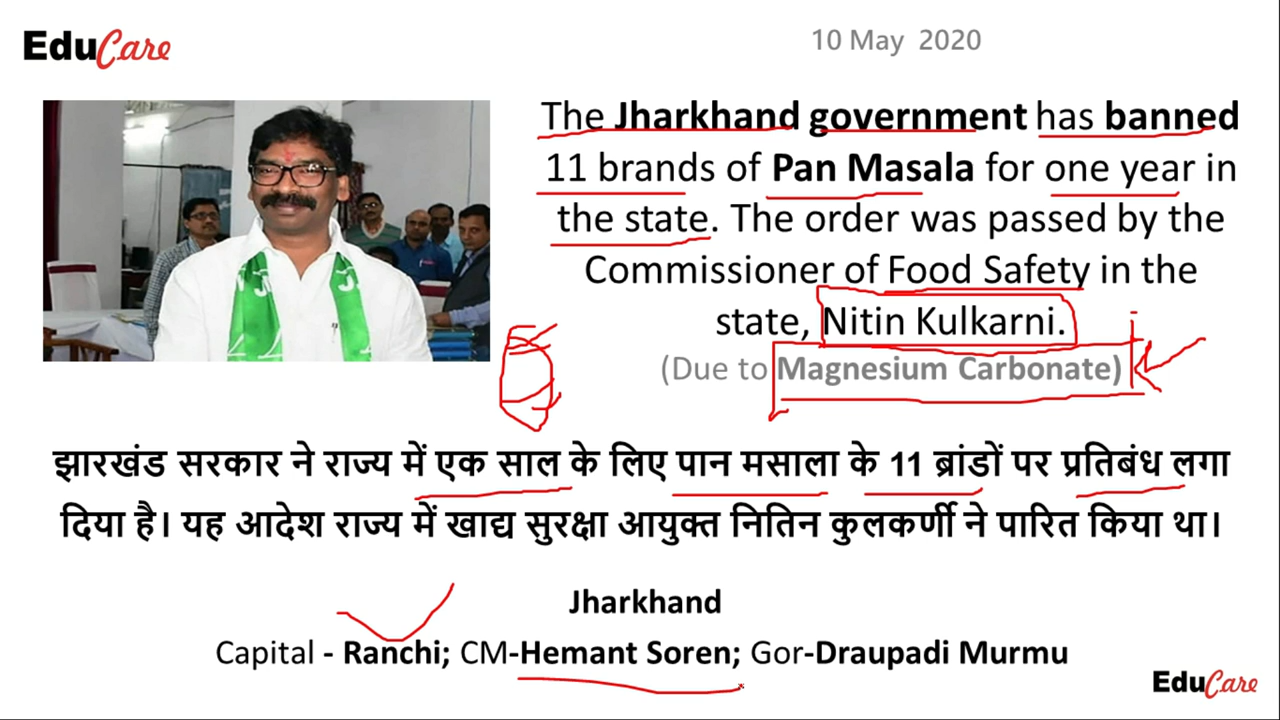 EduCare
10 May 2020
The Jharkhand government has banned
11 brands of Pan Masala for one year in
the state. The order was passed by the
Commissioner of Food Safety in the
state, Nitin Kulkarni.
(Due to Magnesium Carbonate)
झारखंड सरकार ने राज्य में एक साल के लिए पान मसाला के 11 ब्रांडों पर प्रतिबंध लगा
दिया है। यह आदेश राज्य में खाद्य सुरक्षा आयुक्त नितिन कुलकर्णी ने पारित किया था।
Jharkhand
Capital - Ranchi; CM-Hemant Soren; Gor-Draupadi Murmu
EduCare